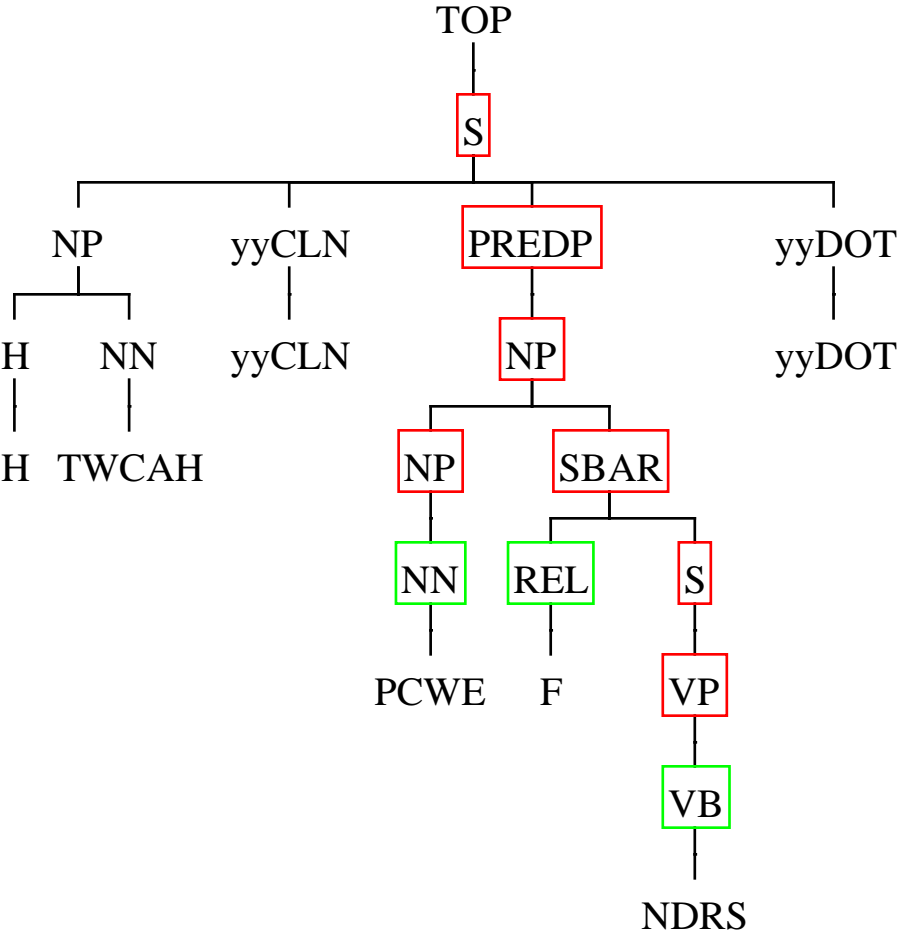 TOP
S
NP yyCLN PREDP yyDOT
H NN yyCLN NP yyDOT
H TWCAH NP SBAR
NN REL S
PCWE F VP
VB
NDRS